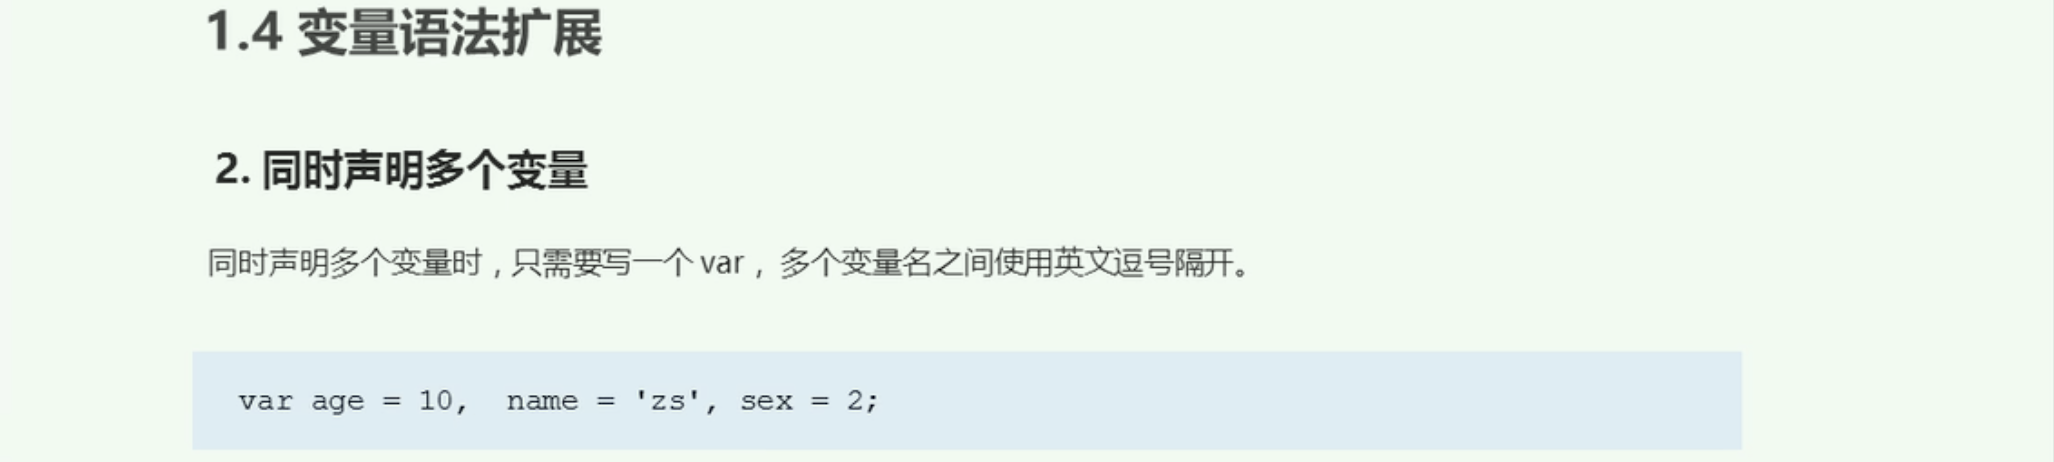 1.4 变量语法扩展
2. 同时声明多个变量
同时声明多个变量时，只需要写一个 var， 多个变量名之间使用英文逗号隔开。
var age = 10,  name = 'zs', sex = 2;